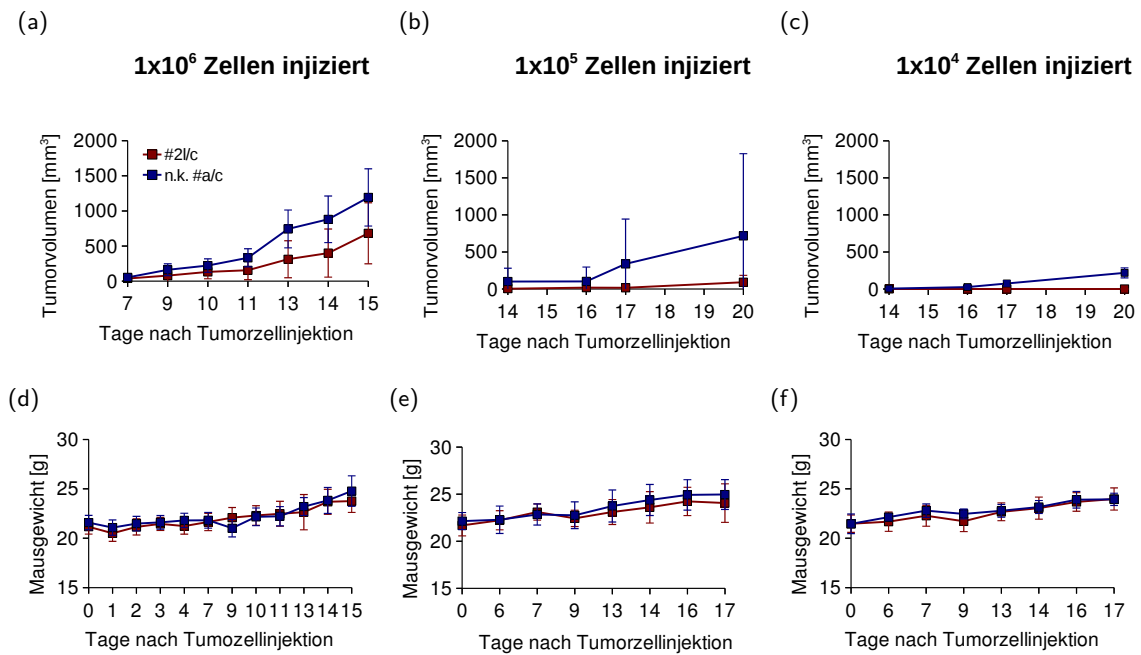 (a)
(b)
(c)
1x10⁶ Zellen injiziert
1x10⁵ Zellen injiziert
1x10⁴ Zellen injiziert
Tumorvolumen [mm³]
2000
1500
1000
500
0
#2l/c
n.k. #a/c
7 9 10 11 13 14 15
Tage nach Tumorzellinjektion
Tumorvolumen [mm³]
2000
1500
1000
500
0
14 15 16 17 18 19 20
Tage nach Tumorzellinjektion
Tumorvolumen [mm³]
2000
1500
1000
500
0
14 15 16 17 18 19 20
Tage nach Tumorzellinjektion
(d)
(e)
(f)
Mausgewicht [g]
30
25
20
15
0 1 2 3 4 7 9 10 11 13 14 15
Tage nach Tumozellinjektion
Mausgewicht [g]
30
25
20
15
0 6 7 9 13 14 16 17
Tage nach Tumorzellinjektion
Mausgewicht [g]
30
25
20
15
0 6 7 9 13 14 16 17
Tage nach Tumorzellinjektion